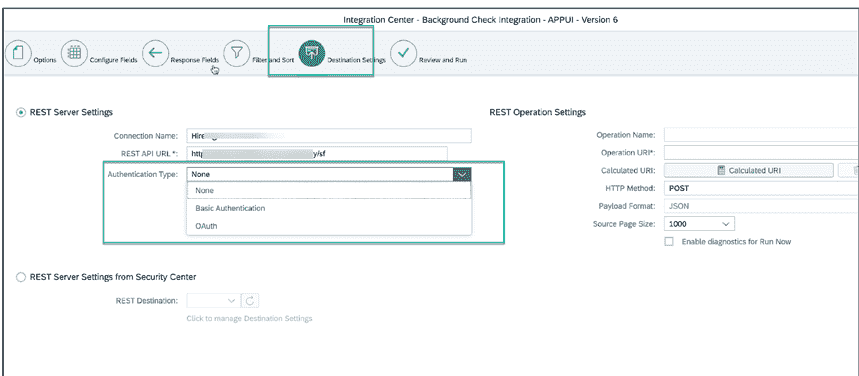 Integration Center - Background Check Integration - APPUI - Version 6
Options
Configure Fields
Response Fields
Filter and Sort
Destination Settings
Review and Run
REST Server Settings
Connection Name: Hire
REST API URL *: htt y/sf
Authentication Type: None
None
Basic Authentication
OAuth
REST Server Settings from Security Center
REST Destination:
Click to manage Destination Settings
REST Operation Settings
Operation Name:
Operation URI*:
Calculated URI: Calculated URI
HTTP Method: POST
Payload Format: JSON
Source Page Size: 1000
Enable diagnostics for Run Now